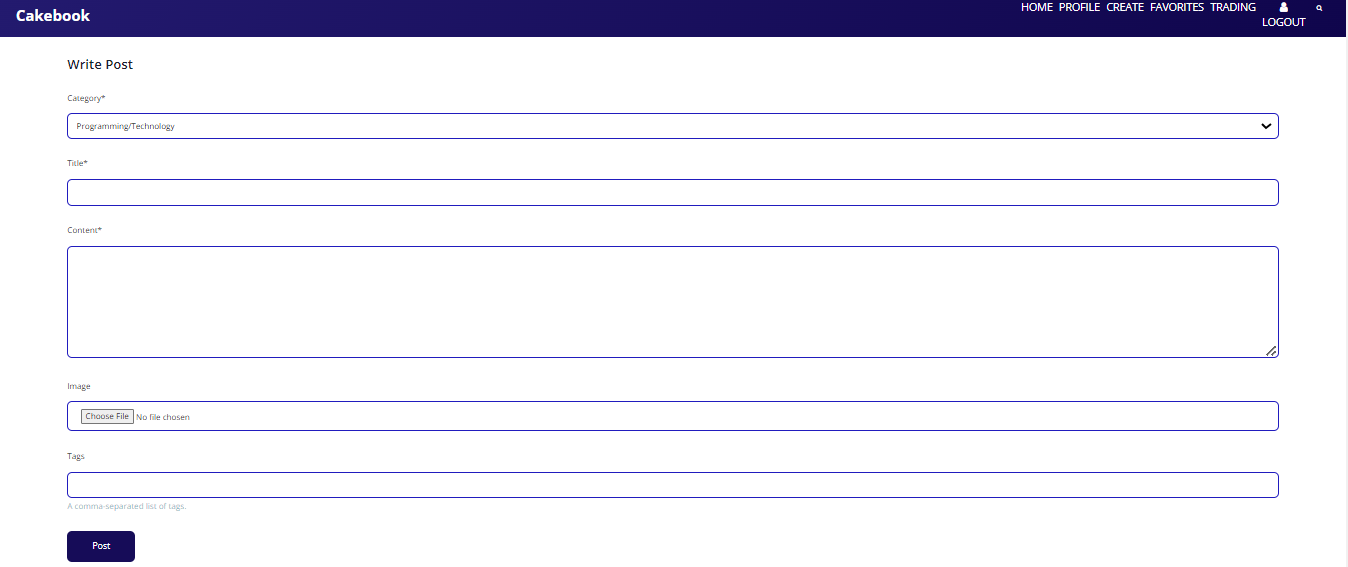 Cakebook
HOME PROFILE CREATE FAVORITES TRADING
LOGOUT
Write Post
Category*
Programming/Technology
Title*
Content*
Image
Choose File No file chosen
Tags
A comma-separated list of tags.
Post